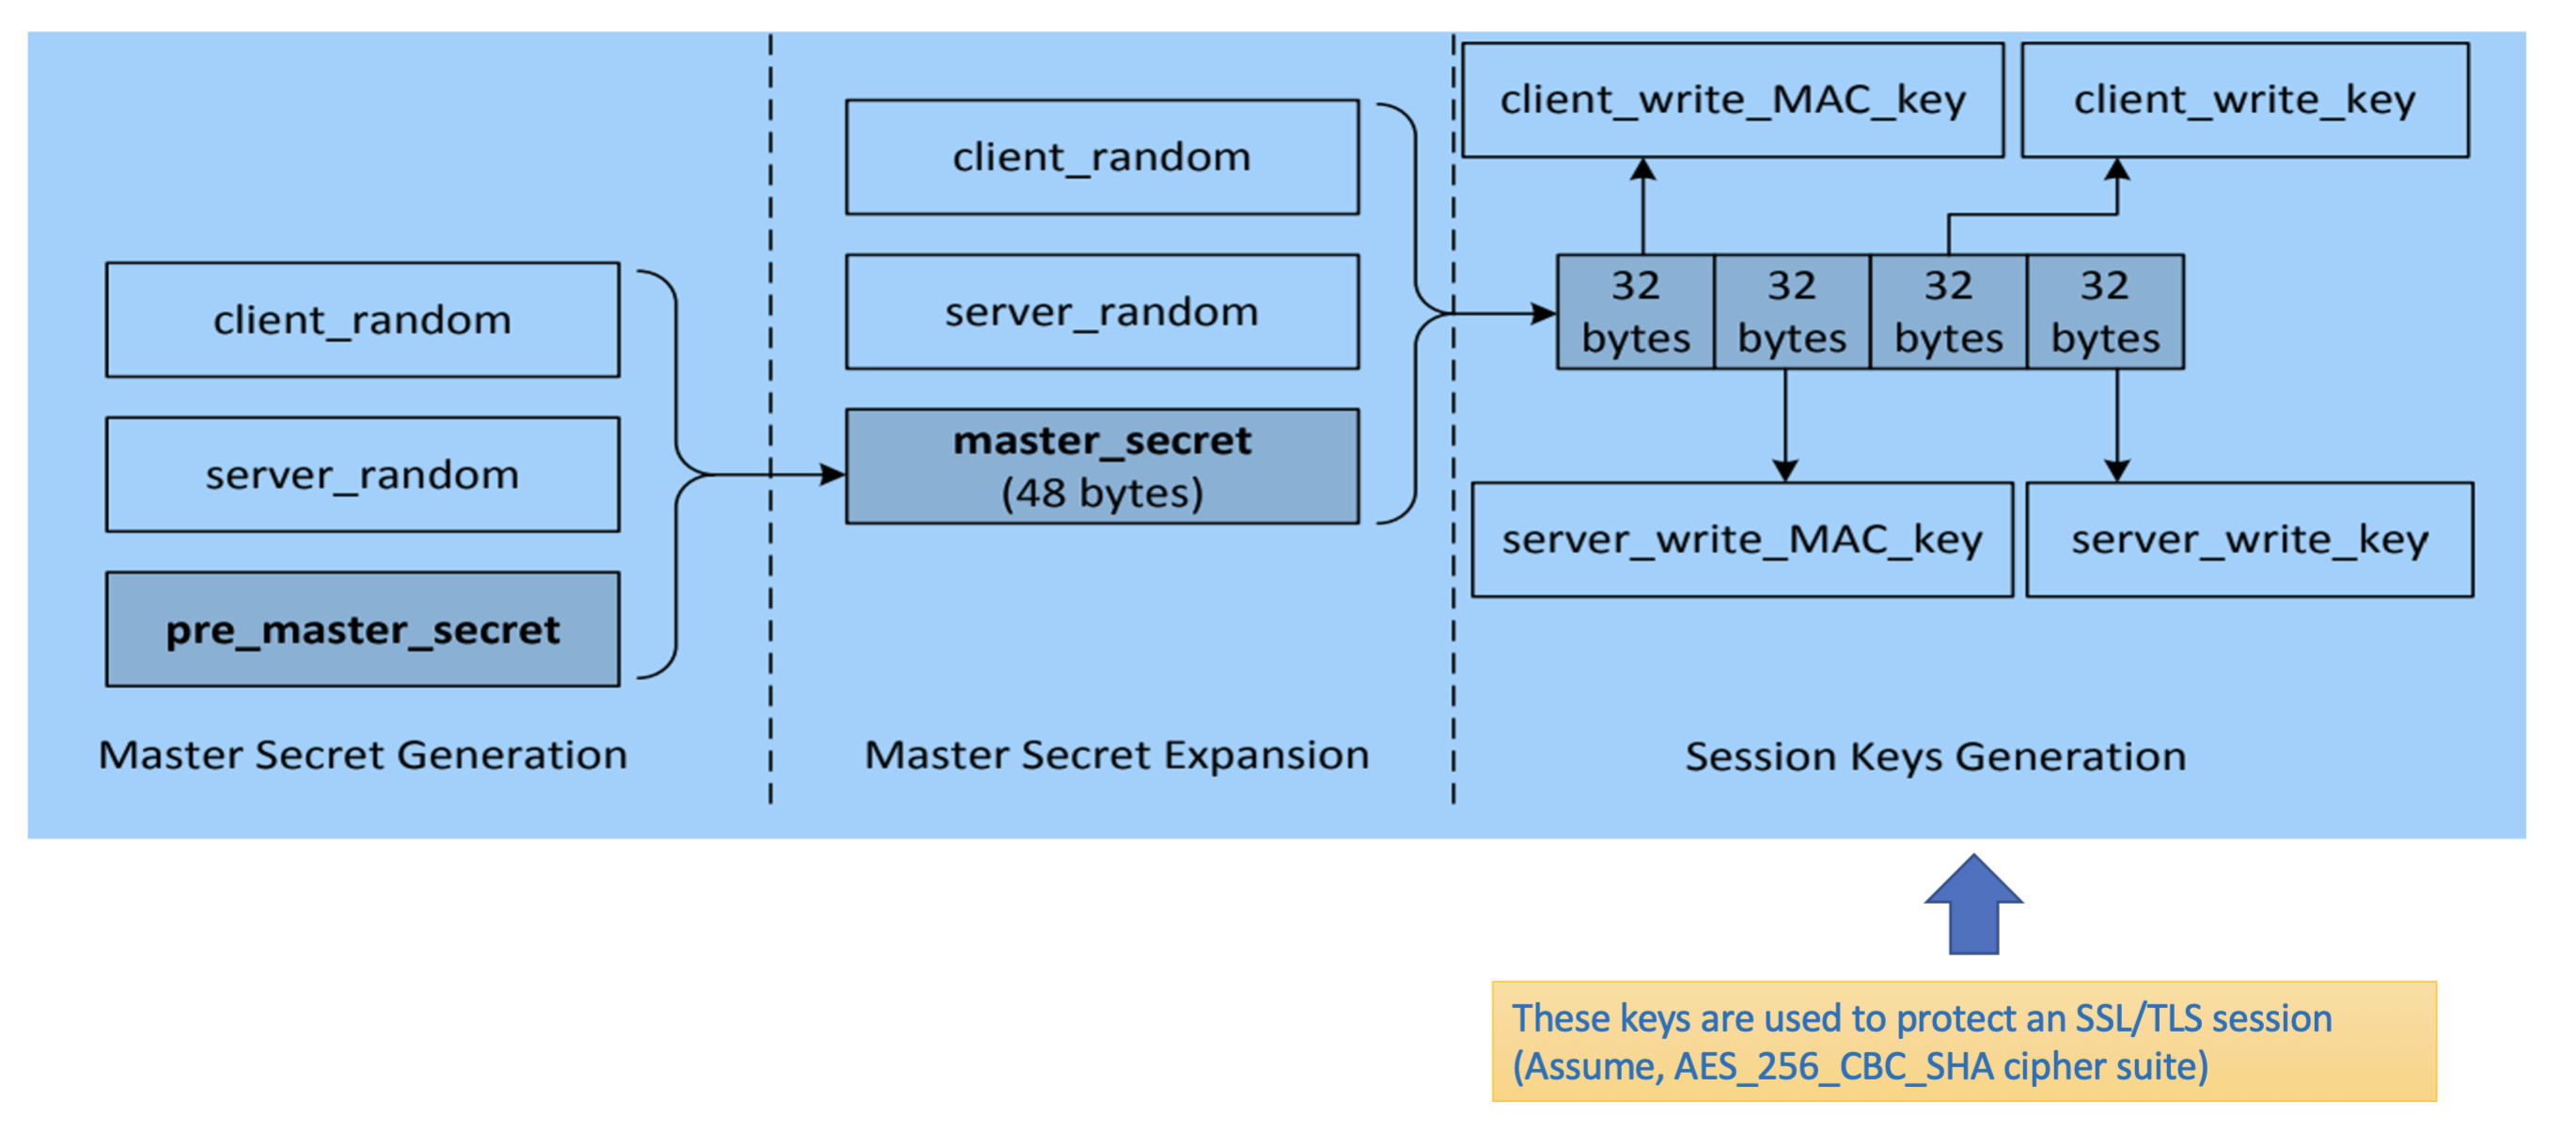 client_random
server_random
pre_master_secret
Master Secret Generation
client_random
server_random
master_secret
(48 bytes)
Master Secret Expansion
client_write_MAC_key
client_write_key
32
bytes
32
bytes
32
bytes
32
bytes
server_write_MAC_key
server_write_key
Session Keys Generation
These keys are used to protect an SSL/TLS session
(Assume, AES_256_CBC_SHA cipher suite)